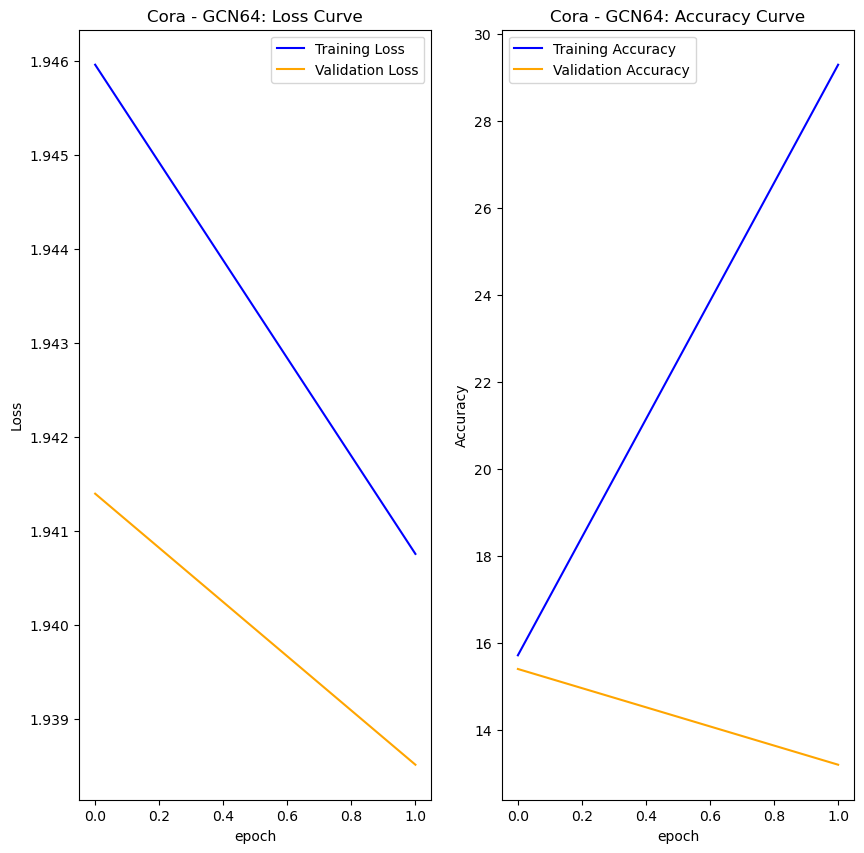 Cora - GCN64: Loss Curve
Training Loss
Validation Loss
1.946
1.945
1.944
1.943
1.942
1.941
1.940
1.939
Loss
0.0 0.2 0.4 0.6 0.8 1.0
epoch
Cora - GCN64: Accuracy Curve
Training Accuracy
Validation Accuracy
30
28
26
24
22
20
18
16
14
Accuracy
0.0 0.2 0.4 0.6 0.8 1.0
epoch